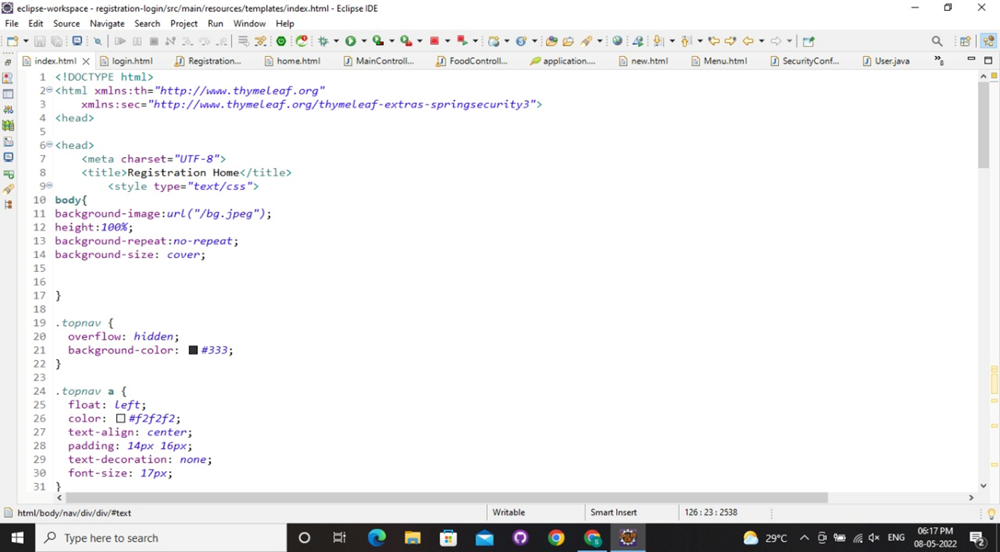 eclipse-workspace - registration-login/src/main/resources/templates/index.html - Eclipse IDE
File Edit Source Navigate Search Project Run Window Help
index.html login.html Registration... home.html MainControll... FoodControll... application.... new.html Menu.html SecurityConf... User.java »8
1 <!DOCTYPE html>
2 <html xmlns:th="http://www.thymeleaf.org"
3 xmlns:sec="http://www.thymeleaf.org/thymeleaf-extras-springsecurity3">
4 <head>
5
6 <head>
7 <meta charset="UTF-8">
8 <title>Registration Home</title>
9 <style type="text/css">
10 body{
11 background-image:url("/bg.jpeg");
12 height:100%;
13 background-repeat:no-repeat;
14 background-size: cover;
15
16
17 }
18
19 .topnav {
20 overflow: hidden;
21 background-color: #333;
22 }
23
24 .topnav a {
25 float: left;
26 color: #f2f2f2;
27 text-align: center;
28 padding: 14px 16px;
29 text-decoration: none;
30 font-size: 17px;
31 }
html/body/nav/div/div/#text Writable Smart Insert 126 : 23 : 2538
Type here to search 29°C ENG 06:17 PM
08-05-2022 2